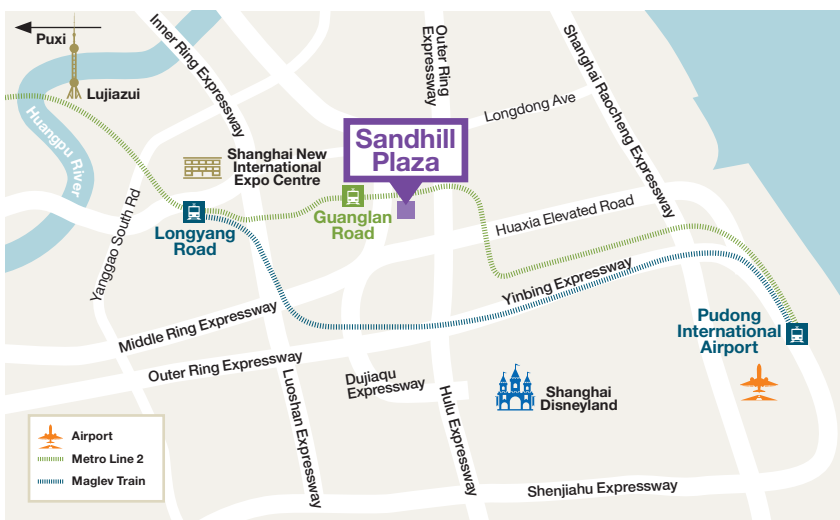 Puxi
Lujiazui
Huangpu River
Inner Ring Expressway
Outer Ring
Expressway
Shanghai Raocheng Expressway
Longdong Ave
Sandhill
Plaza
Shanghai New
International
Expo Centre
Yanggao South Rd
Longyang
Road
Guanglan
Road
Huaxia Elevated Road
Yinbing Expressway
Middle Ring Expressway
Outer Ring Expressway
Pudong
International
Airport
Dujiaqu
Expressway
Luoshan Expressway
Hulu Expressway
Shanghai
Disneyland
Shenjiahu Expressway
Airport
Metro Line 2
Maglev Train